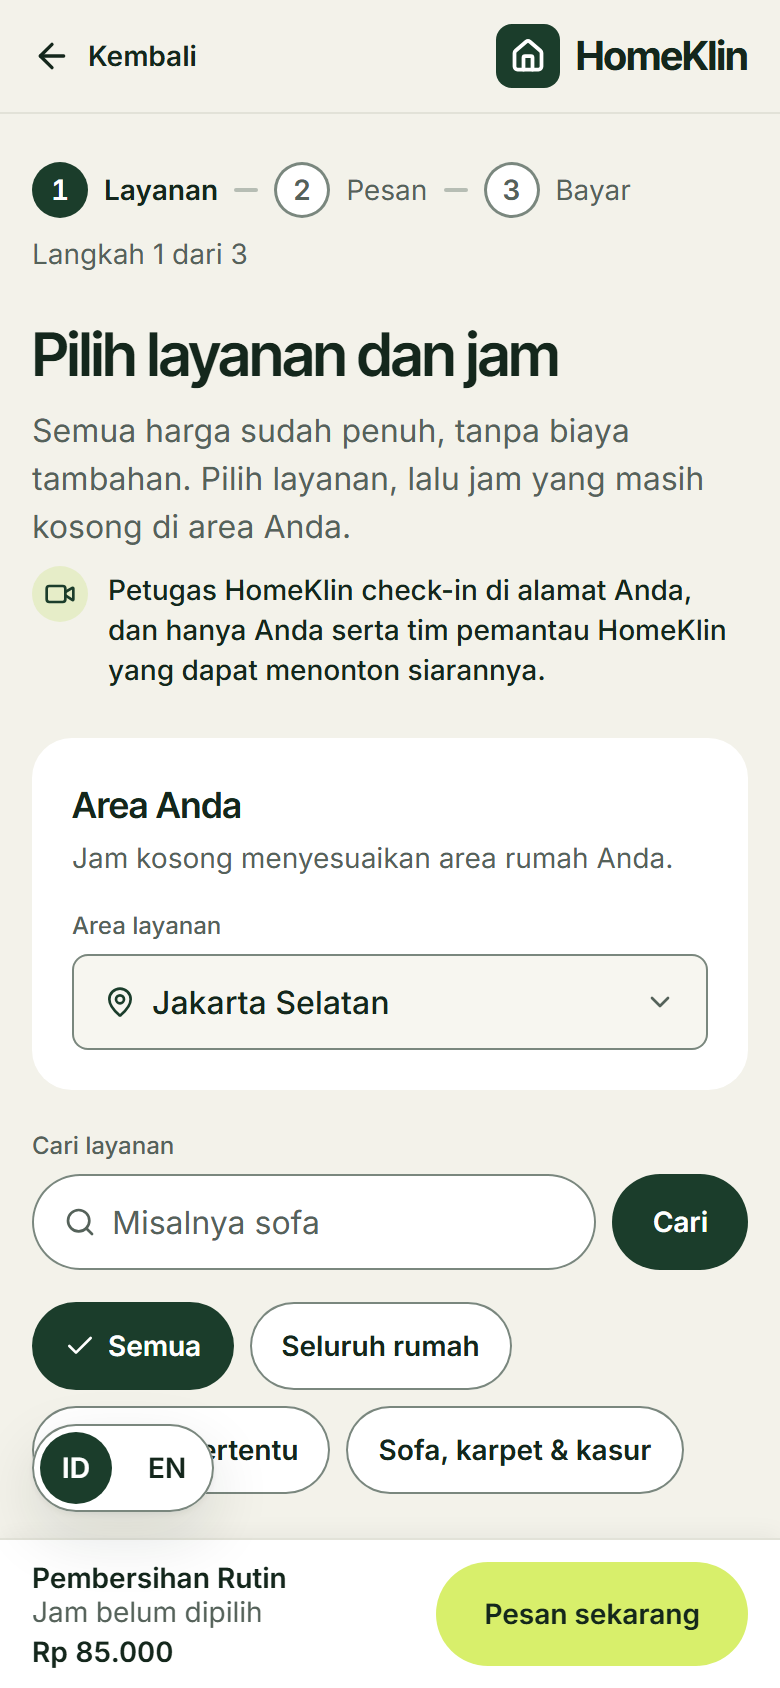 Kembali
HomeKlin
1 Layanan
2 Pesan
3 Bayar
Langkah 1 dari 3
Pilih layanan dan jam
Semua harga sudah penuh, tanpa biaya
tambahan. Pilih layanan, lalu jam yang masih
kosong di area Anda.
Petugas HomeKlin check-in di alamat Anda,
dan hanya Anda serta tim pemantau HomeKlin
yang dapat menonton siarannya.
Area Anda
Jam kosong menyesuaikan area rumah Anda.
Area layanan
Jakarta Selatan
Cari layanan
Misalnya sofa
Cari
Semua
Seluruh rumah
Sofa, karpet & kasur
ID
EN
Pembersihan Rutin
Jam belum dipilih
Rp 85.000
Pesan sekarang